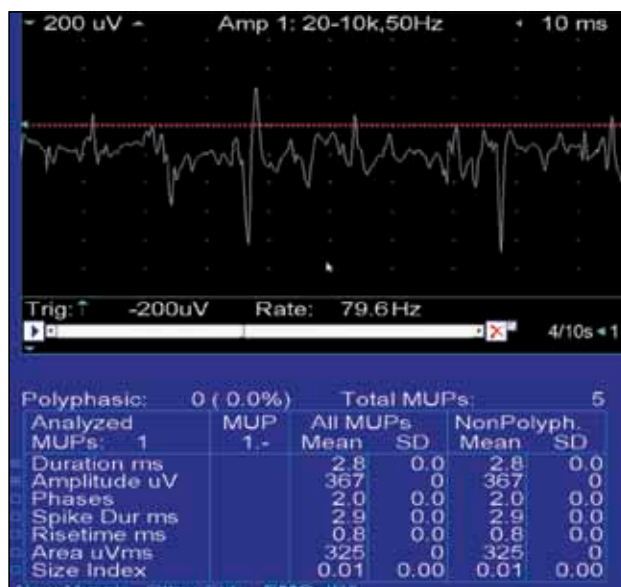 200 uV Amp 1: 20-10k,50Hz 10 ms
Trig: -200uV Rate: 79.6Hz
4/10s 1
Polyphasic: 0 ( 0.0%) Total MUPs: 5
Analyzed MUP All MUPs NonPolyph.
MUPs: 1 1.- Mean SD Mean SD
Duration ms 2.8 0.0 2.8 0.0
Amplitude uV 367 0 367 0
Phases 2.0 0.0 2.0 0.0
Spike Dur ms 2.9 0.0 2.9 0.0
Risetime ms 0.8 0.0 0.8 0.0
Area uVms 325 0 325 0
Size Index 0.01 0.00 0.01 0.00